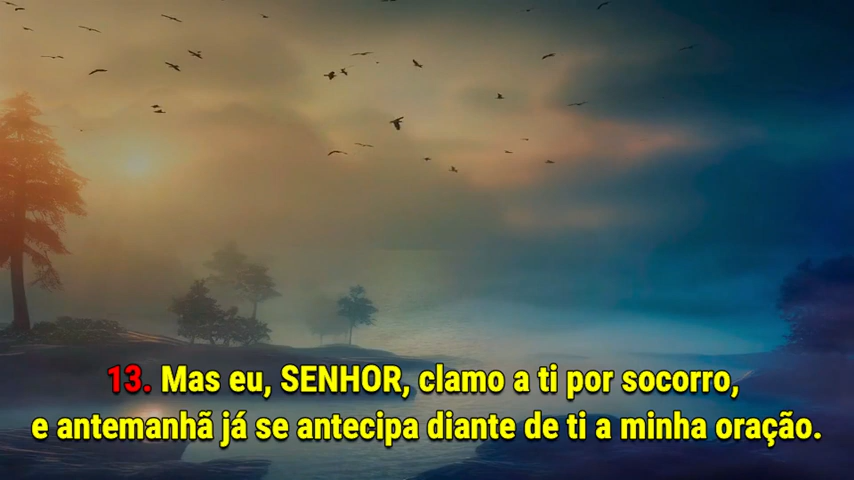 13. Mas eu, SENHOR, clamo a ti por socorro,
e antemanhã já se antecipa diante de ti a minha oração.